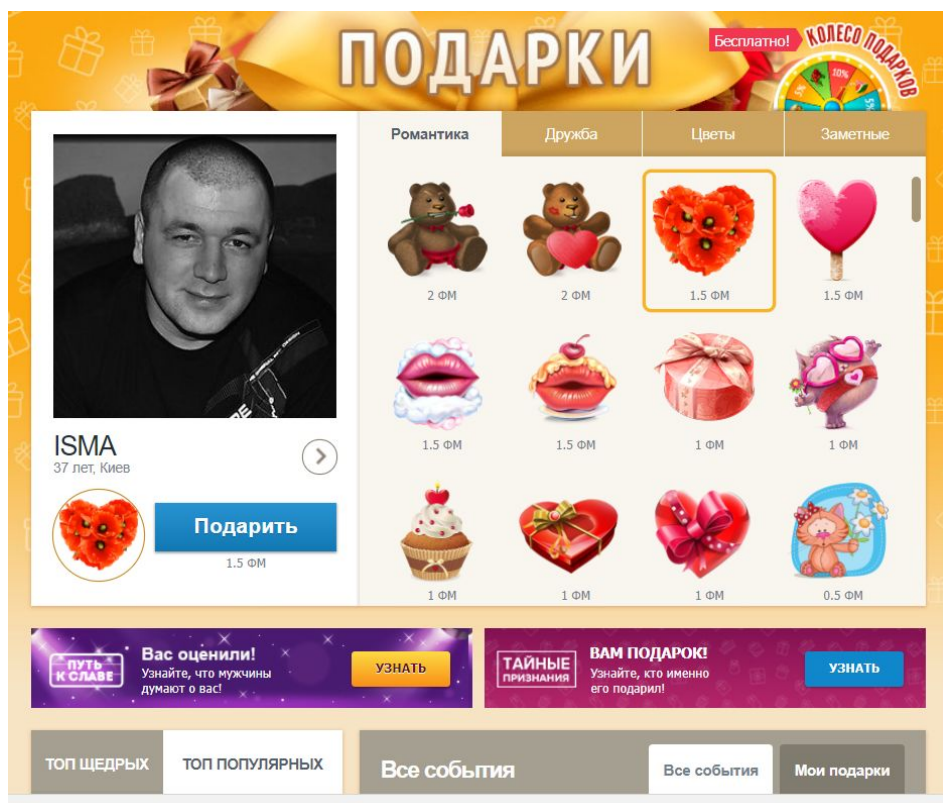 ПОДАРКИ
Бесплатно!
КОЛЕСО ПОДАРКОВ
5%
10%
5%
Романтика
Дружба
Цветы
Заметные
2 ФМ
2 ФМ
1.5 ФМ
1.5 ФМ
1.5 ФМ
1.5 ФМ
1 ФМ
1 ФМ
ISMA
37 лет, Киев
Подарить
1.5 ФМ
1 ФМ
1 ФМ
1 ФМ
0.5 ФМ
ПУТЬ
К СЛАВЕ
Вас оценили!
Узнайте, что мужчины
думают о вас!
УЗНАТЬ
ТАЙНЫЕ
ПРИЗНАНИЯ
ВАМ ПОДАРОК!
Узнайте, кто именно
его подарил!
УЗНАТЬ
ТОП ЩЕДРЫХ
ТОП ПОПУЛЯРНЫХ
Все события
Все события
Мои подарки